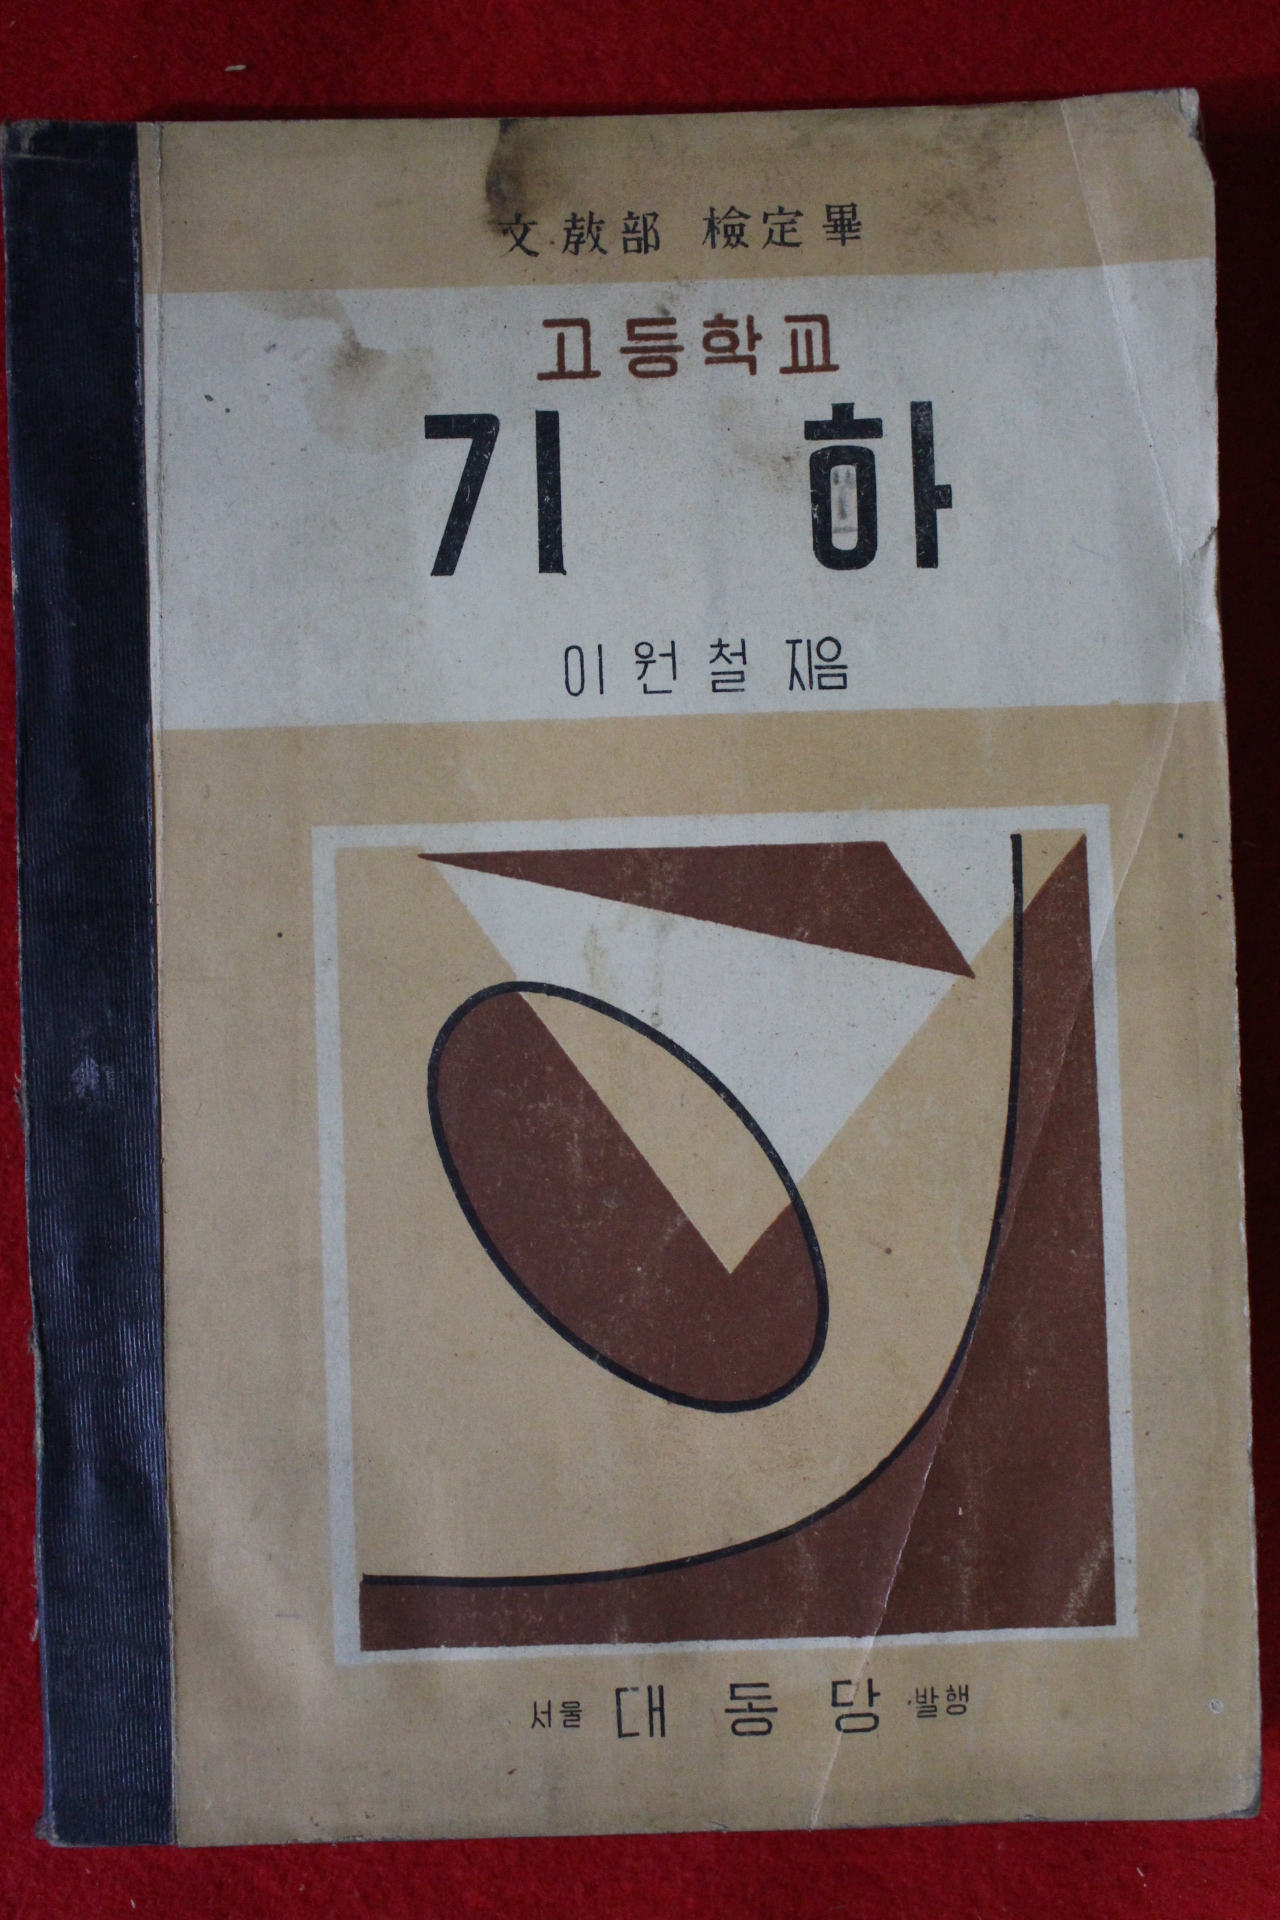 文敎部 檢定畢
고등학교
기하
이원철 지음
서울 대동당 발행